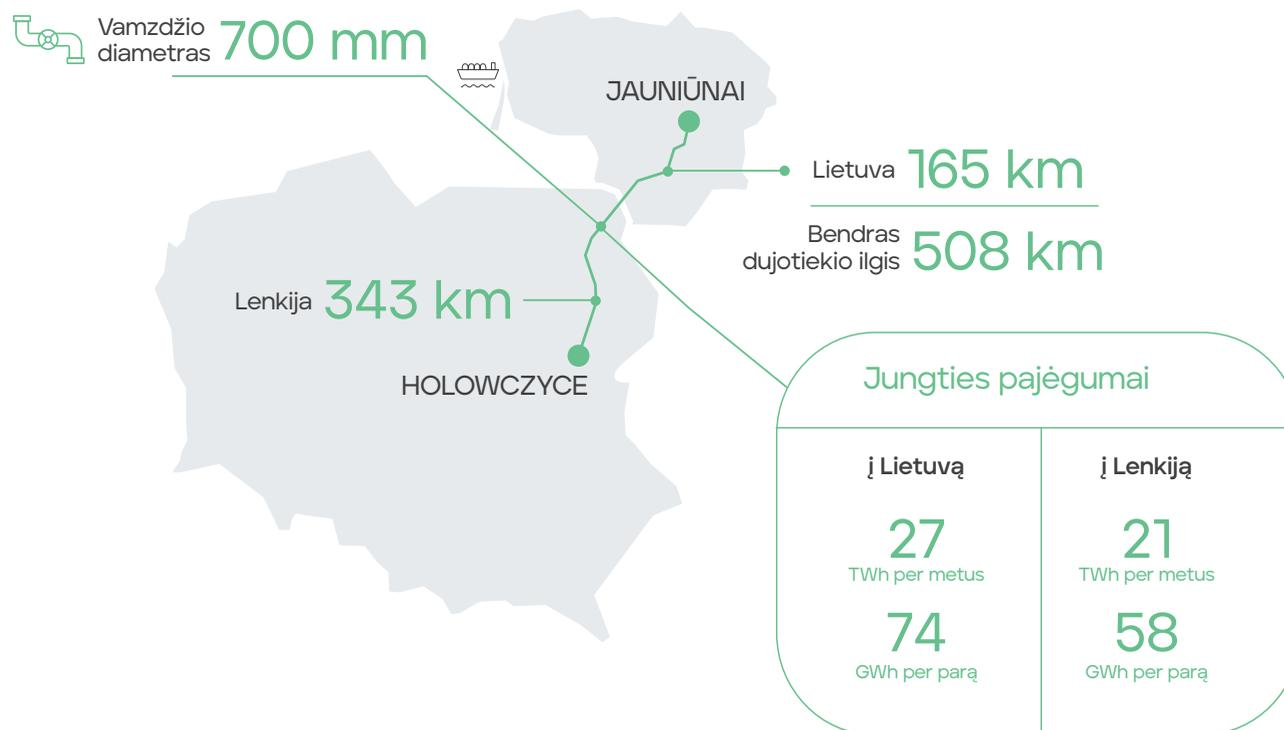 Vamzdžio
diametras 700 mm
JAUNIŪNAI
Lietuva 165 km
Bendras
dujotiekio ilgis 508 km
Lenkija 343 km
HOLOWCZYCE
Jungties pajėgumai
į Lietuvą
27
TWh per metus
74
GWh per parą
į Lenkiją
21
TWh per metus
58
GWh per parą